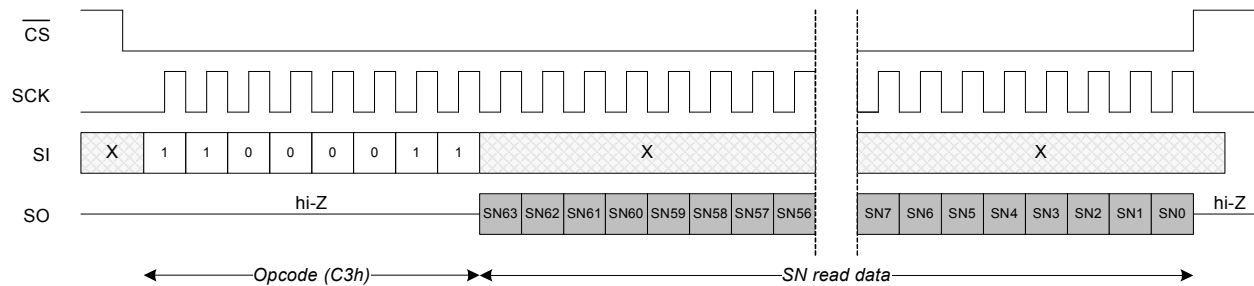 CS
SCK
SI X 1 1 0 0 0 0 1 1 X X
SO hi-Z SN63 SN62 SN61 SN60 SN59 SN58 SN57 SN56 SN7 SN6 SN5 SN4 SN3 SN2 SN1 SN0 hi-Z
Opcode (C3h) SN read data